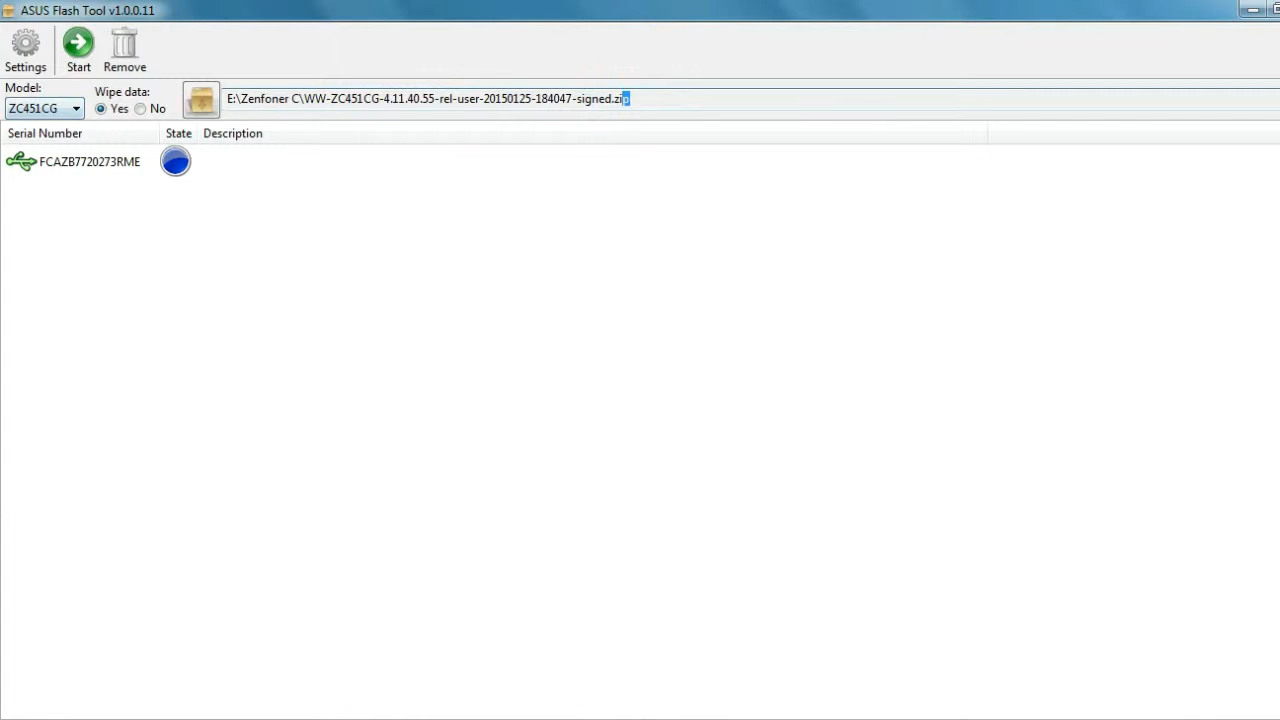 ASUS Flash Tool v1.0.0.11
Settings
Start
Remove
Model:
ZC451CG
Wipe data:
Yes
No
E:\Zenfoner C\WW-ZC451CG-4.11.40.55-rel-user-20150125-184047-signed.zip
Serial Number
State
Description
FCAZB7720273RME